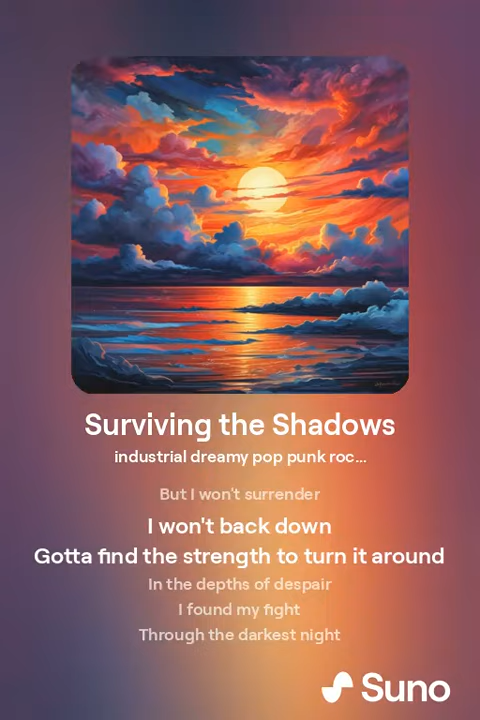 Surviving the Shadows
industrial dreamy pop punk roc...
But I won't surrender
I won't back down
Gotta find the strength to turn it around
In the depths of despair
I found my fight
Through the darkest night
Suno